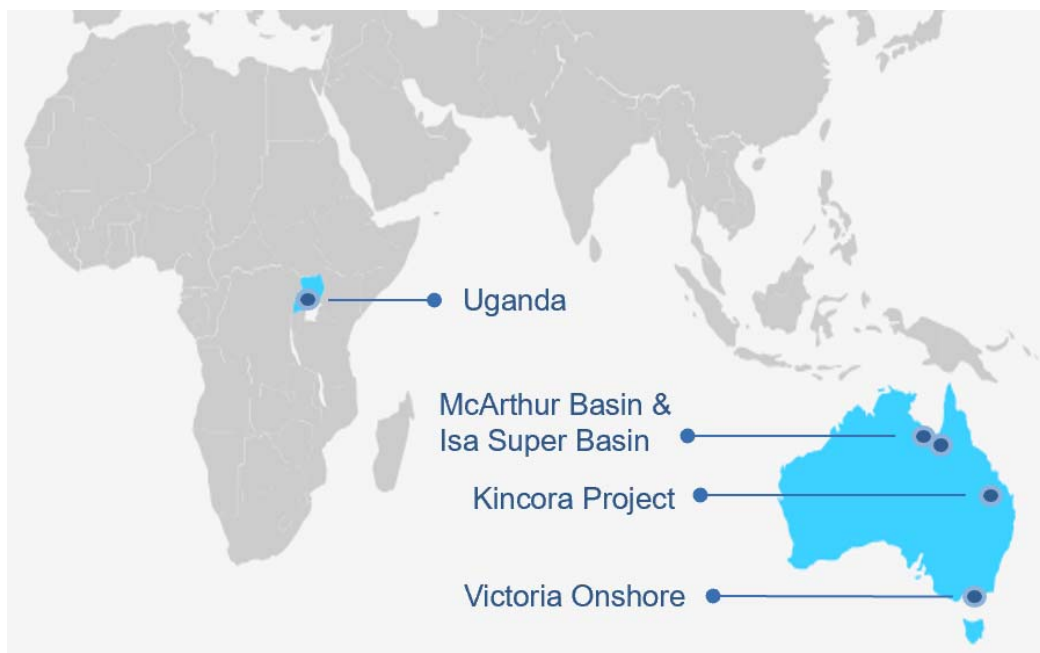 Uganda
McArthur Basin &
Isa Super Basin
Kincora Project
Victoria Onshore